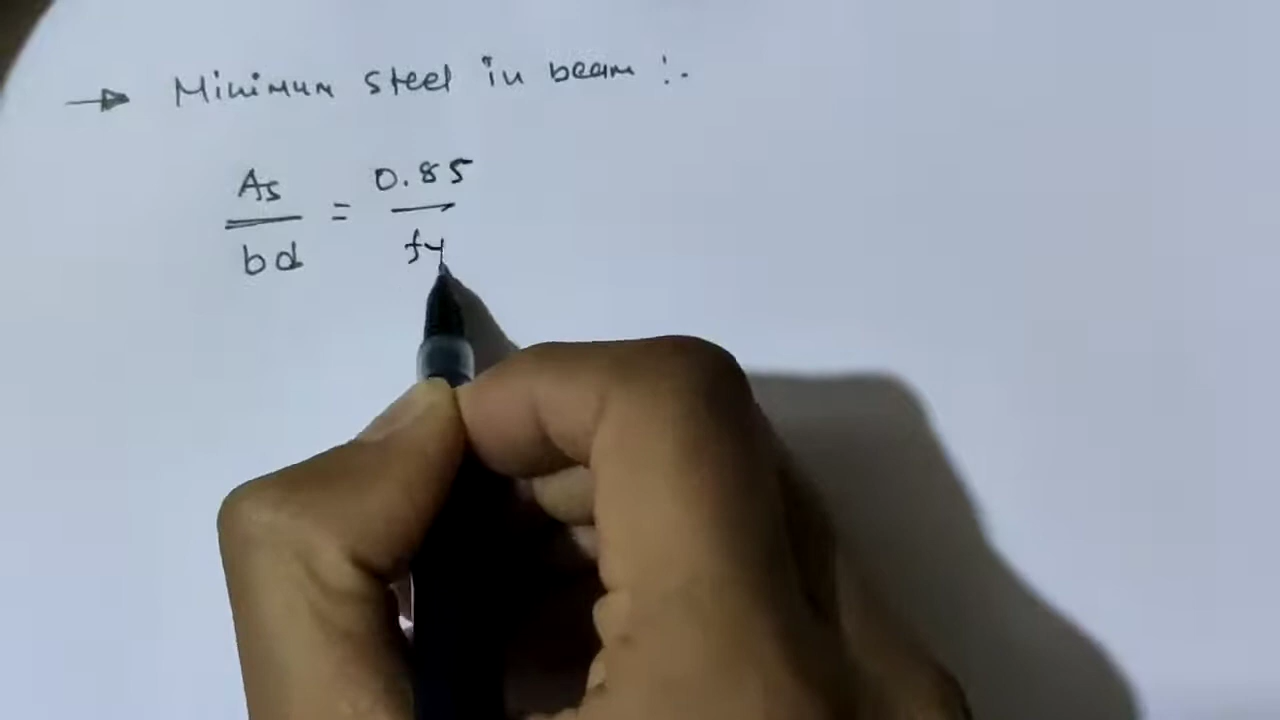 → Minimum steel in beam :.
As/bd = 0.85/fy